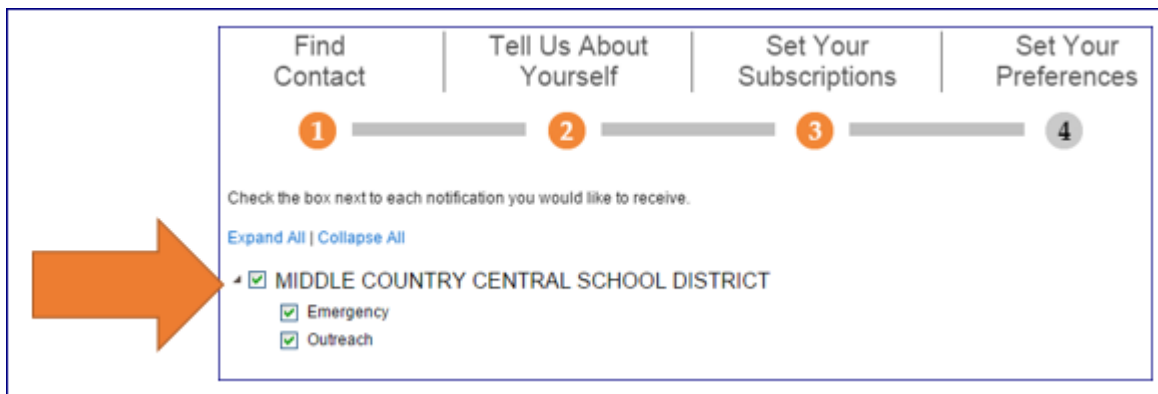 Find
Contact
Tell Us About
Yourself
Set Your
Subscriptions
Set Your
Preferences
1
2
3
4
Check the box next to each notification you would like to receive.
Expand All | Collapse All
MIDDLE COUNTRY CENTRAL SCHOOL DISTRICT
Emergency
Outreach